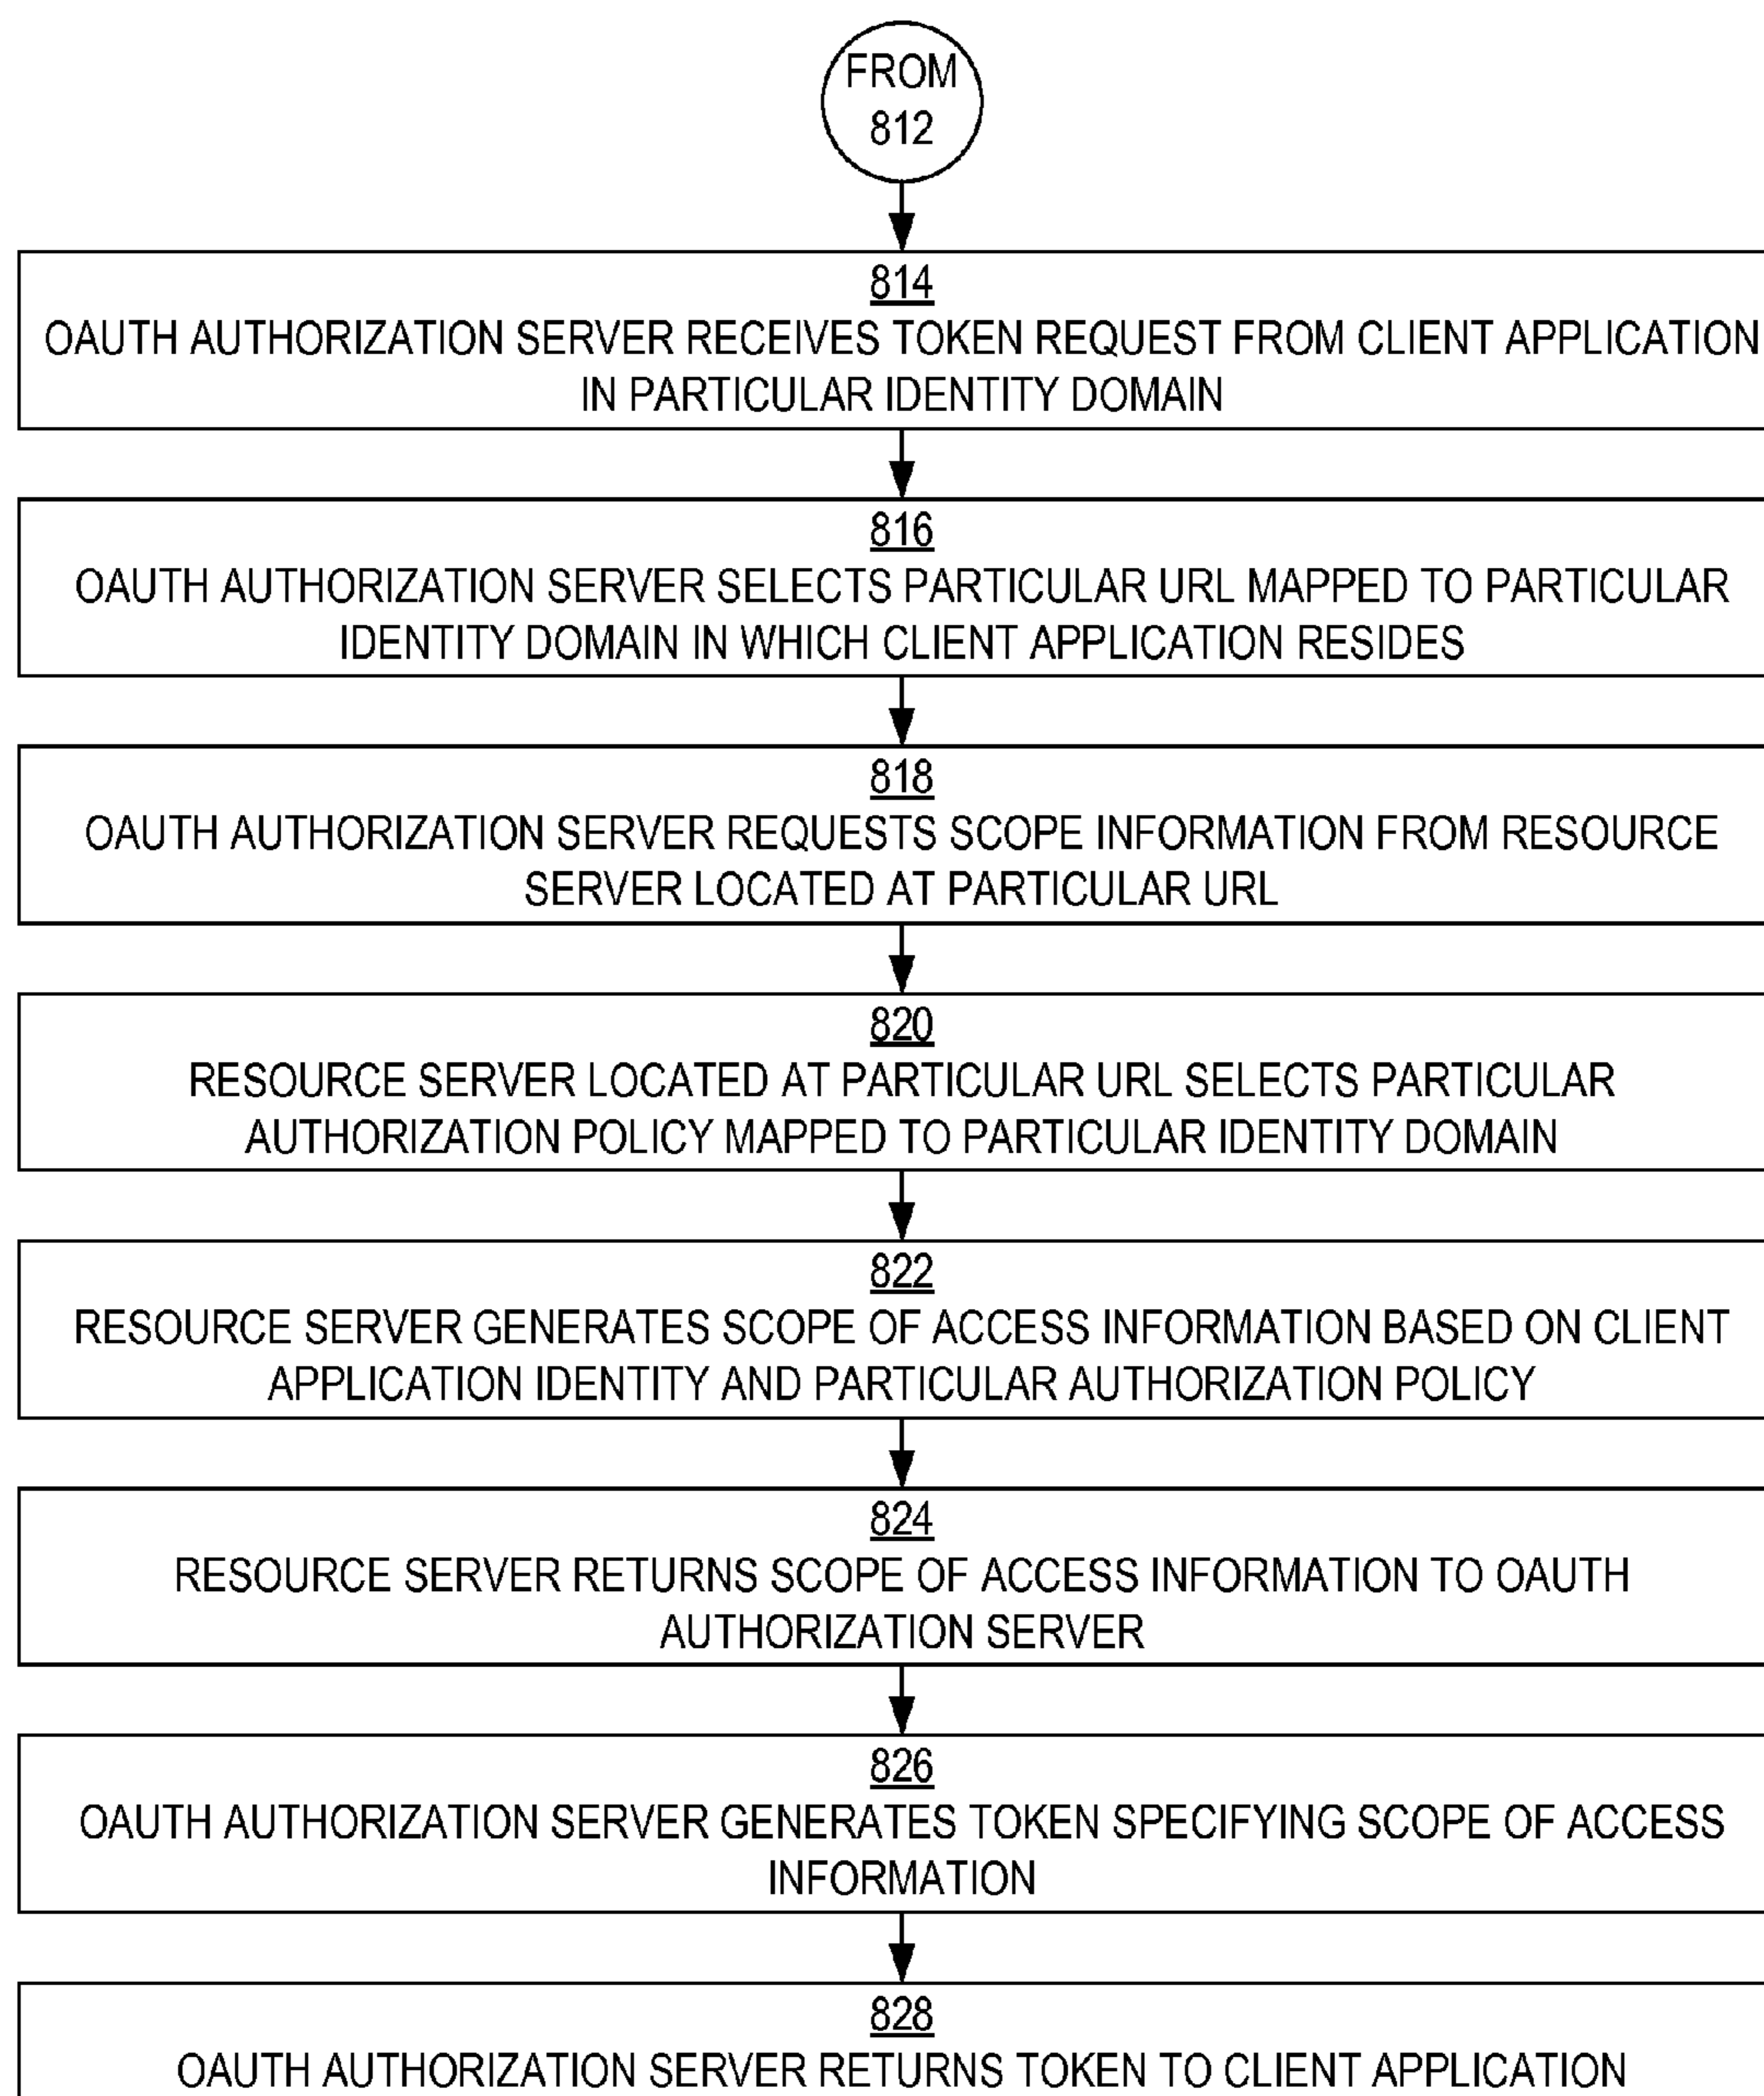 FROM
812
814
OAUTH AUTHORIZATION SERVER RECEIVES TOKEN REQUEST FROM CLIENT APPLICATION
IN PARTICULAR IDENTITY DOMAIN
816
OAUTH AUTHORIZATION SERVER SELECTS PARTICULAR URL MAPPED TO PARTICULAR
IDENTITY DOMAIN IN WHICH CLIENT APPLICATION RESIDES
818
OAUTH AUTHORIZATION SERVER REQUESTS SCOPE INFORMATION FROM RESOURCE
SERVER LOCATED AT PARTICULAR URL
820
RESOURCE SERVER LOCATED AT PARTICULAR URL SELECTS PARTICULAR
AUTHORIZATION POLICY MAPPED TO PARTICULAR IDENTITY DOMAIN
822
RESOURCE SERVER GENERATES SCOPE OF ACCESS INFORMATION BASED ON CLIENT
APPLICATION IDENTITY AND PARTICULAR AUTHORIZATION POLICY
824
RESOURCE SERVER RETURNS SCOPE OF ACCESS INFORMATION TO OAUTH
AUTHORIZATION SERVER
826
OAUTH AUTHORIZATION SERVER GENERATES TOKEN SPECIFYING SCOPE OF ACCESS
INFORMATION
828
OAUTH AUTHORIZATION SERVER RETURNS TOKEN TO CLIENT APPLICATION